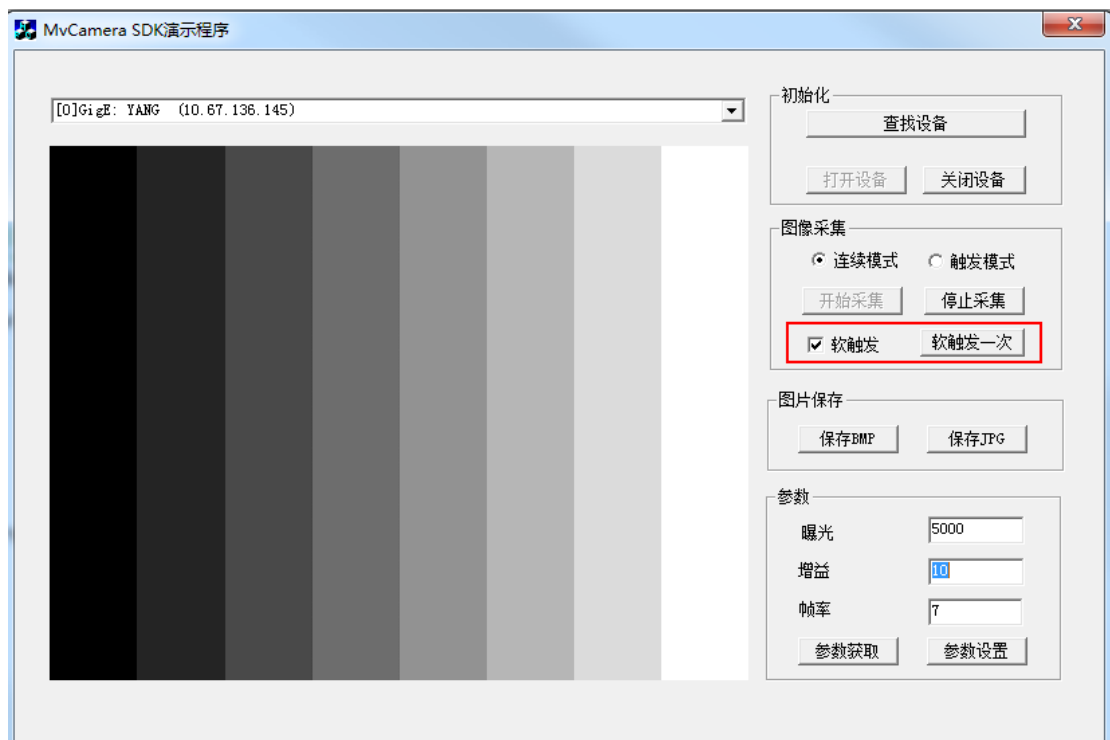 MvCamera SDK演示程序
[0]GigE: YANG (10.67.136.145)
初始化
查找设备
打开设备 关闭设备
图像采集
连续模式 触发模式
开始采集 停止采集
软触发 软触发一次
图片保存
保存BMP 保存JPG
参数
曝光 5000
增益 10
帧率 7
参数获取 参数设置